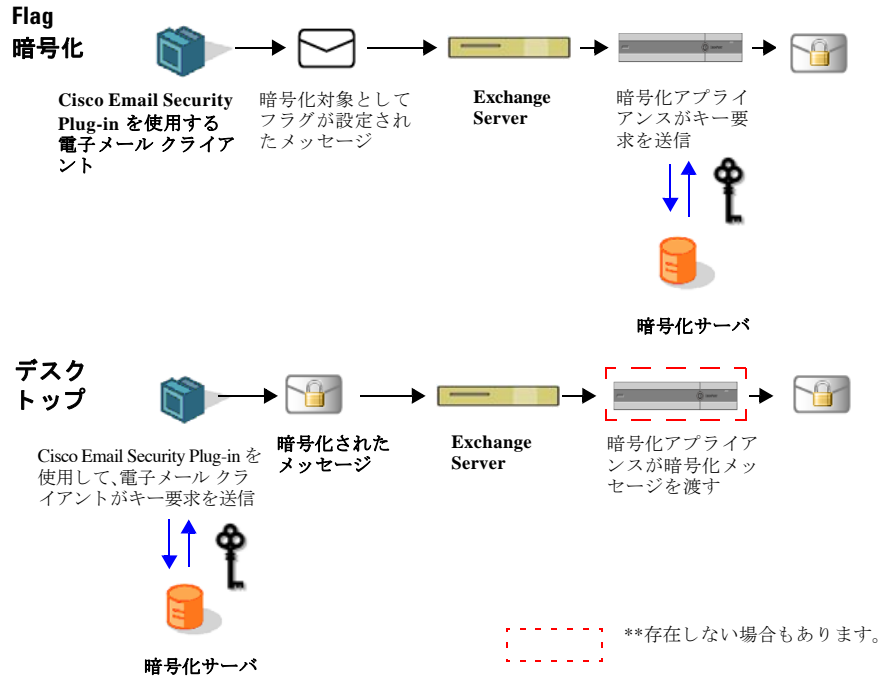 Flag
暗号化
Cisco Email Security
Plug-in を使用する
電子メール クライア
ント
暗号化対象として
フラグが設定され
たメッセージ
Exchange
Server
暗号化アプライ
アンスがキー要
求を送信
暗号化サーバ
デスク
トップ
Cisco Email Security Plug-in を
使用して、電子メール クラ
イアントがキー要求を送信
暗号化された
メッセージ
Exchange
Server
暗号化アプライア
ンスが暗号化メッ
セージを渡す
暗号化サーバ
**存在しない場合もあります。